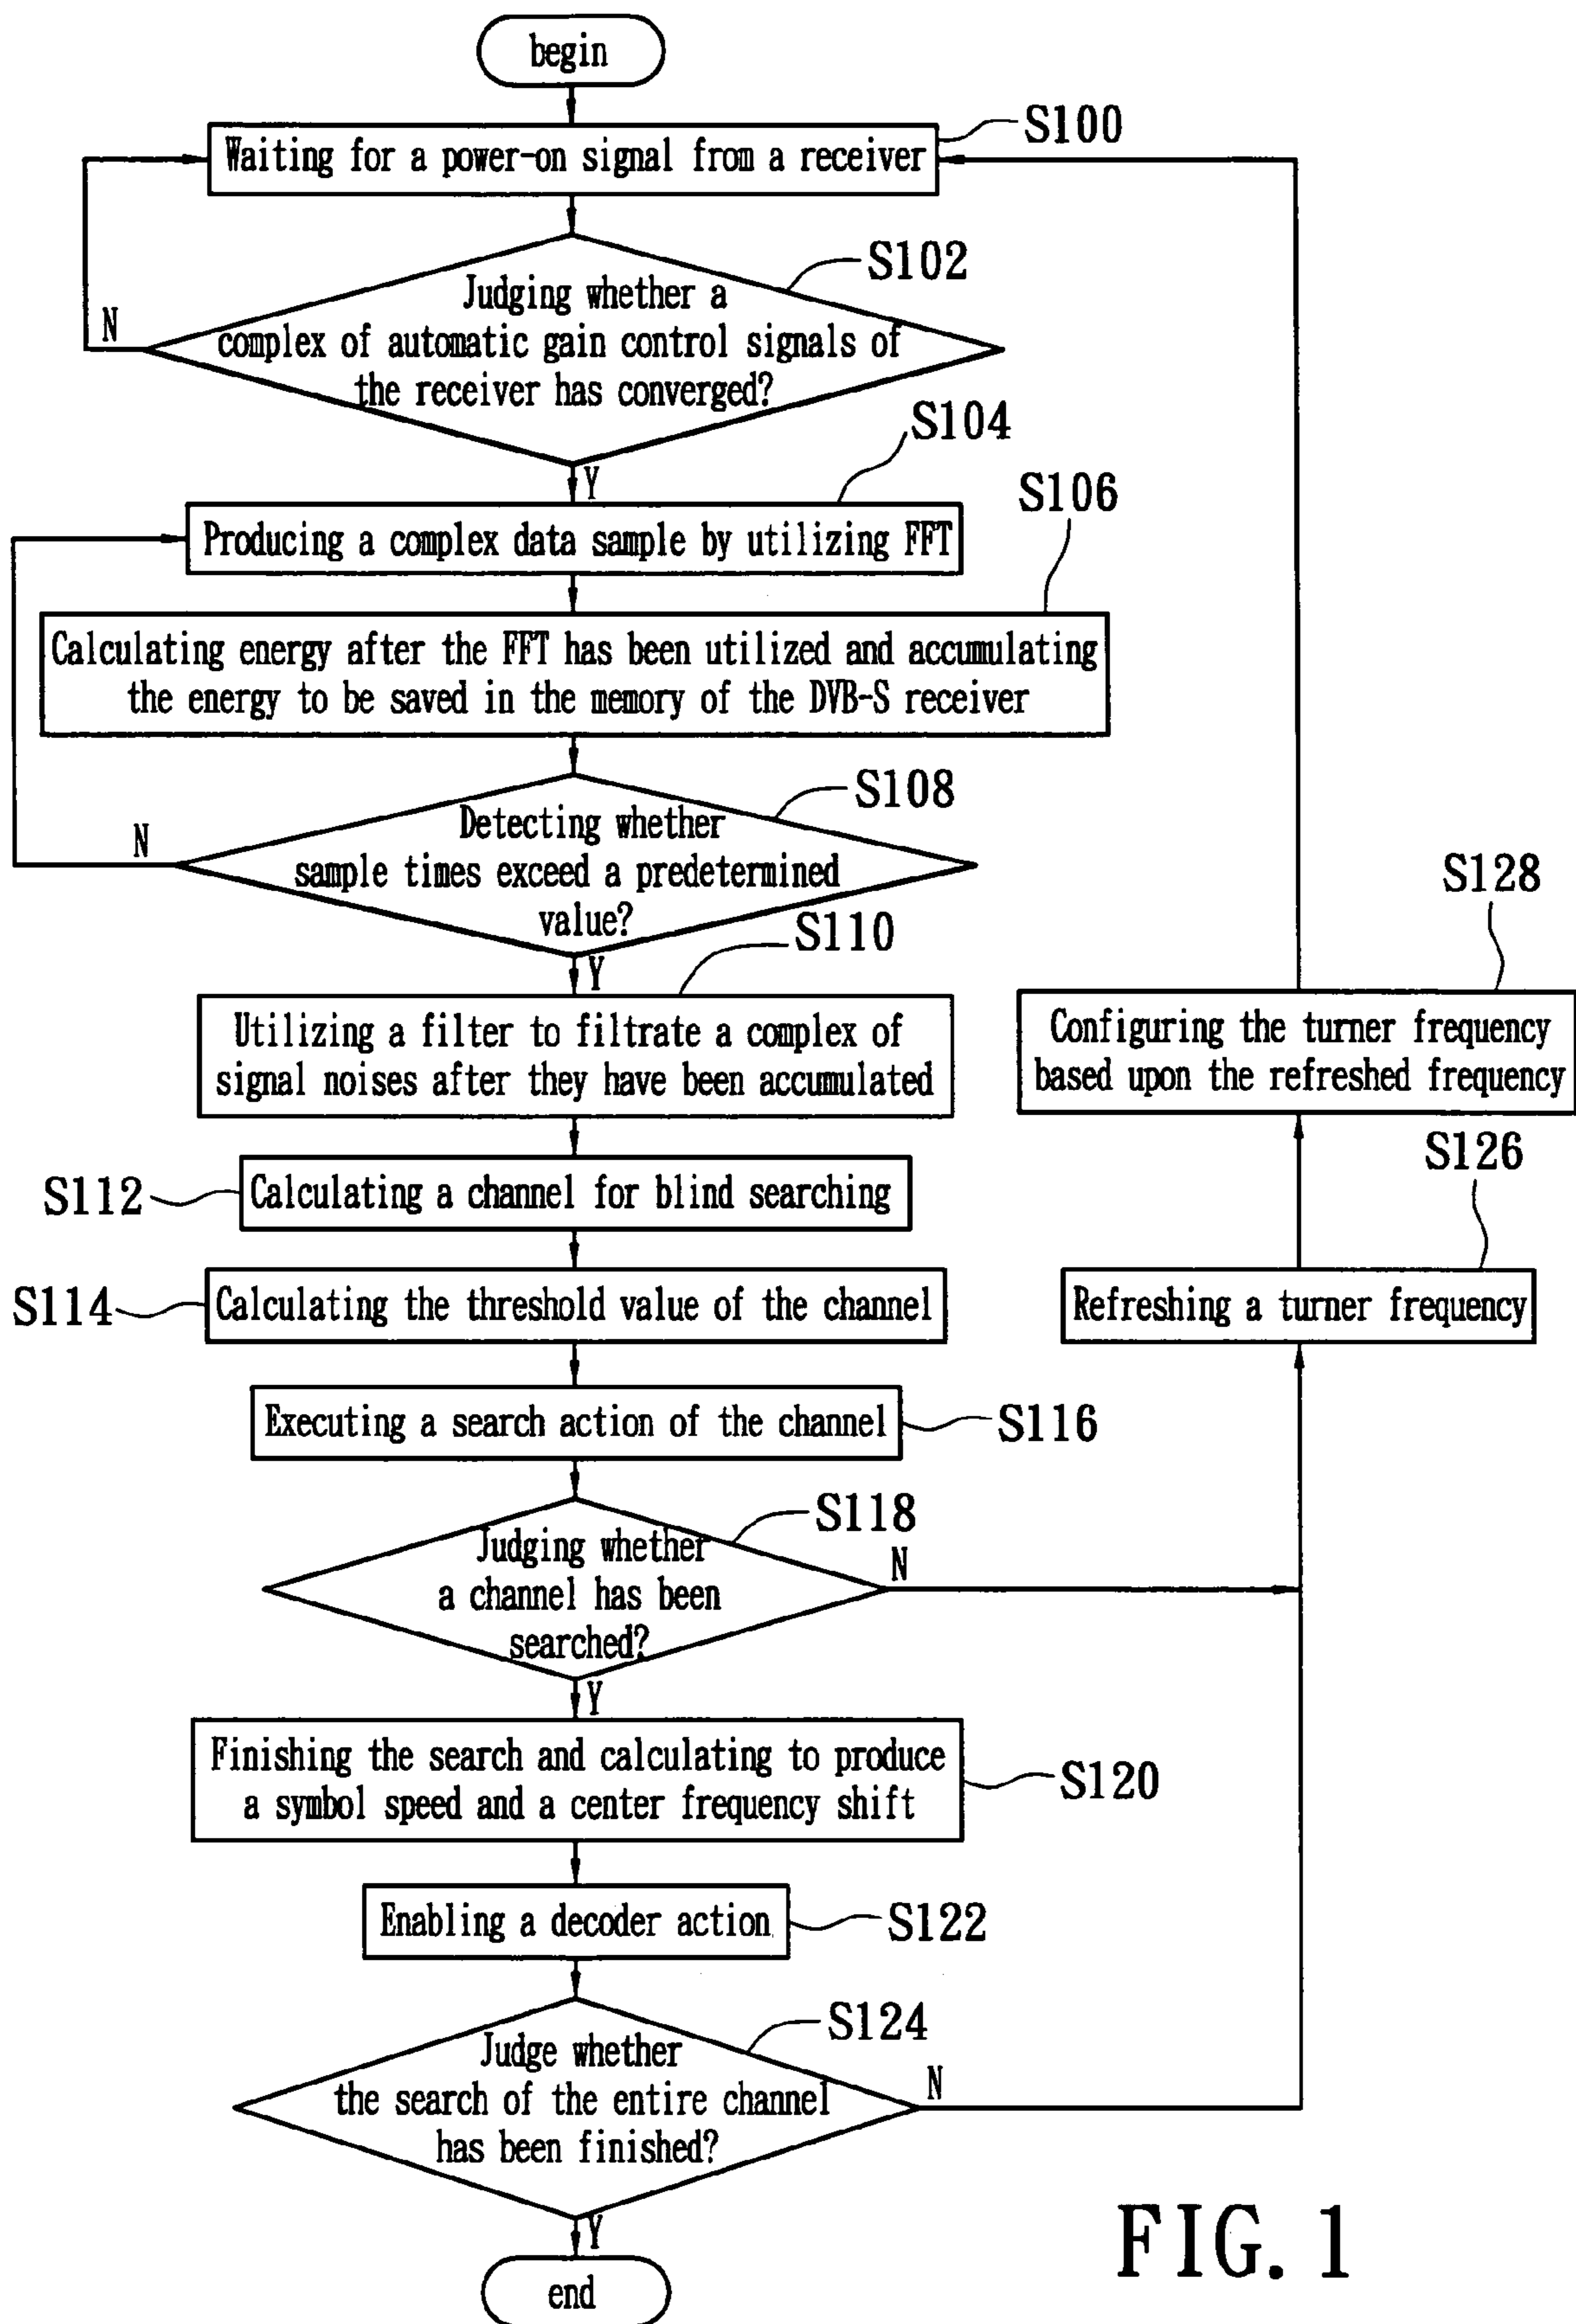 begin
S100
Waiting for a power-on signal from a receiver
S102
Judging whether a
complex of automatic gain control signals of
the receiver has converged?
N
Y
S104
Producing a complex data sample by utilizing FFT
S106
Calculating energy after the FFT has been utilized and accumulating
the energy to be saved in the memory of the DVB-S receiver
S108
Detecting whether
sample times exceed a predetermined
value?
N
Y
S110
Utilizing a filter to filtrate a complex of
signal noises after they have been accumulated
S112
Calculating a channel for blind searching
S114
Calculating the threshold value of the channel
Executing a search action of the channel
S116
S118
Judging whether
a channel has been
searched?
N
Y
Finishing the search and calculating to produce
a symbol speed and a center frequency shift
S120
Enabling a decoder action
S122
S124
Judge whether
the search of the entire channel
has been finished?
N
Y
end
S128
Configuring the turner frequency
based upon the refreshed frequency
S126
Refreshing a turner frequency
FIG. 1